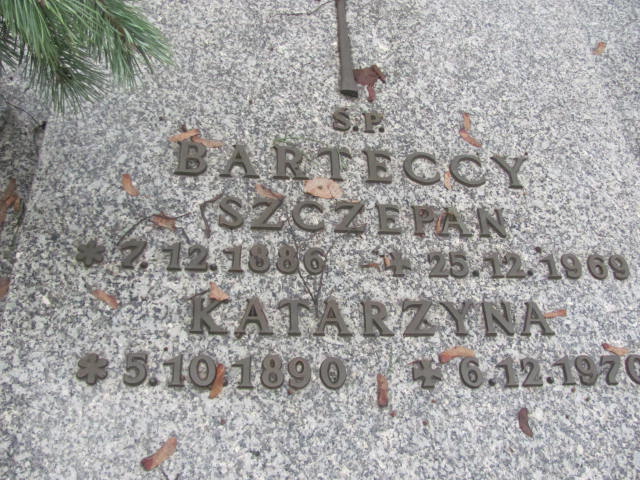 Ś.P.
BARTECCY
SZCZEPAN
* 7.12.1886 + 25.12.1969
KATARZYNA
* 5.10.1890 + 6.12.1970